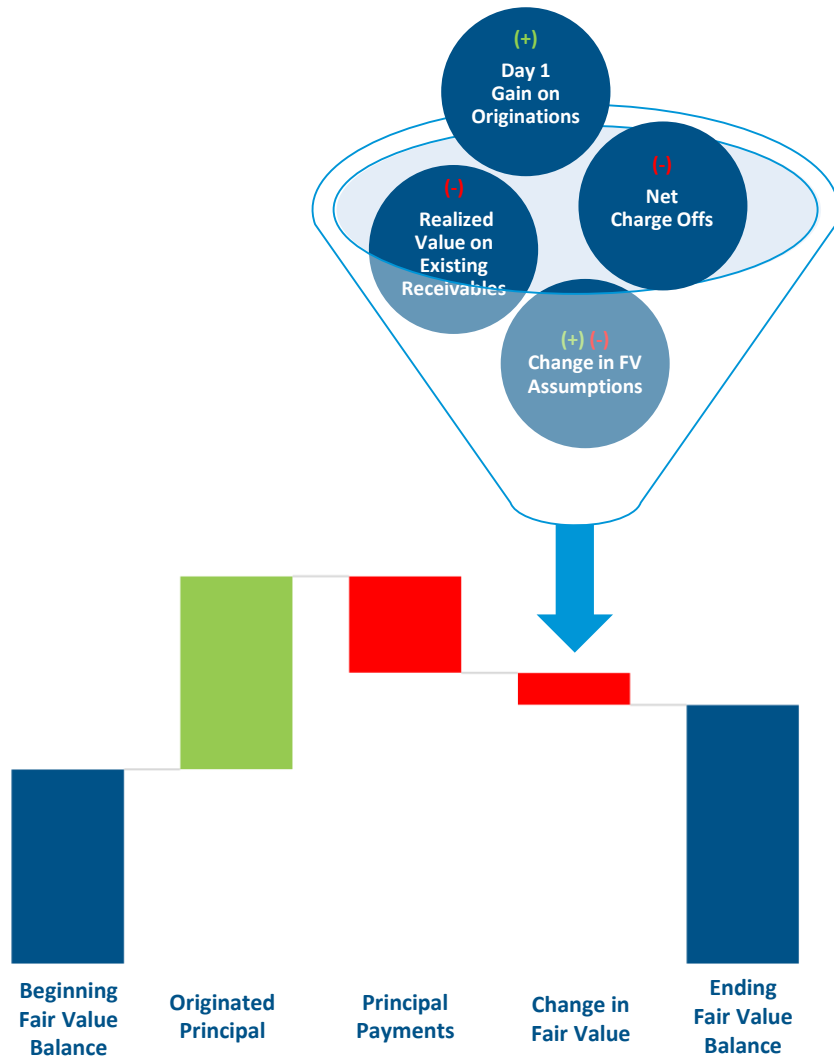 (+)
Day 1
Gain on
Originations
(-)
Net
Charge Offs
(-)
Realized
Value on
Existing
Receivables
(+) (-)
Change in FV
Assumptions
Beginning
Fair Value
Balance
Originated
Principal
Principal
Payments
Change in
Fair Value
Ending
Fair Value
Balance